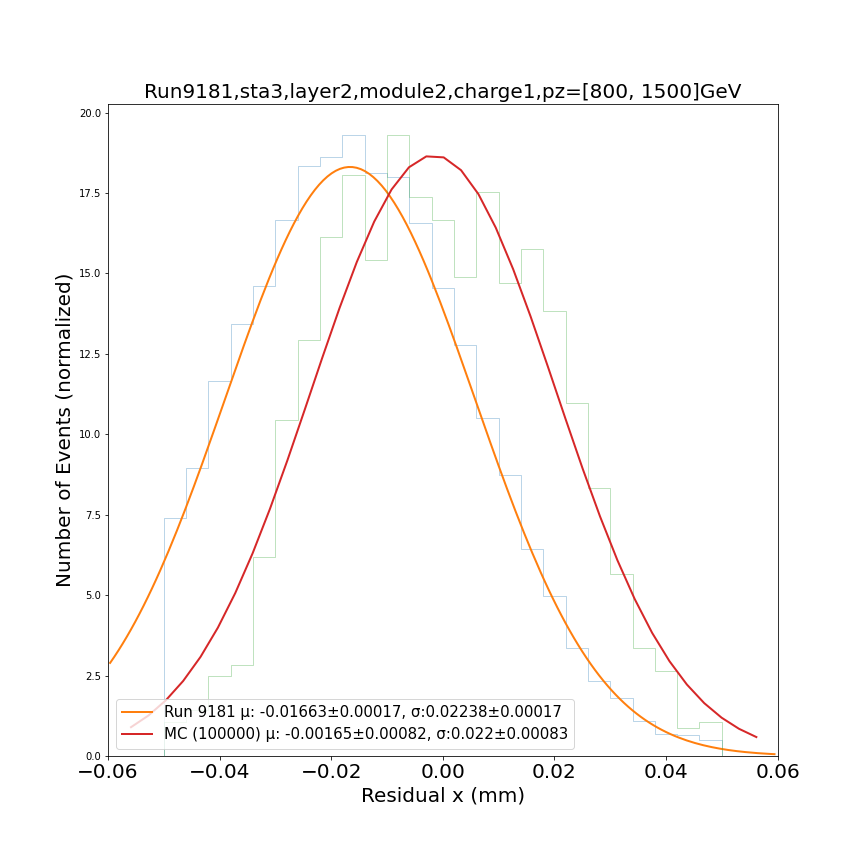 Run9181,sta3,layer2,module2,charge1,pz=[800, 1500]GeV
20.0
17.5
15.0
12.5
10.0
7.5
5.0
2.5
0.0
Number of Events (normalized)
Run 9181 μ: -0.01663±0.00017, σ:0.02238±0.00017
MC (100000) μ: -0.00165±0.00082, σ:0.022±0.00083
−0.06 −0.04 −0.02 0.00 0.02 0.04 0.06
Residual x (mm)